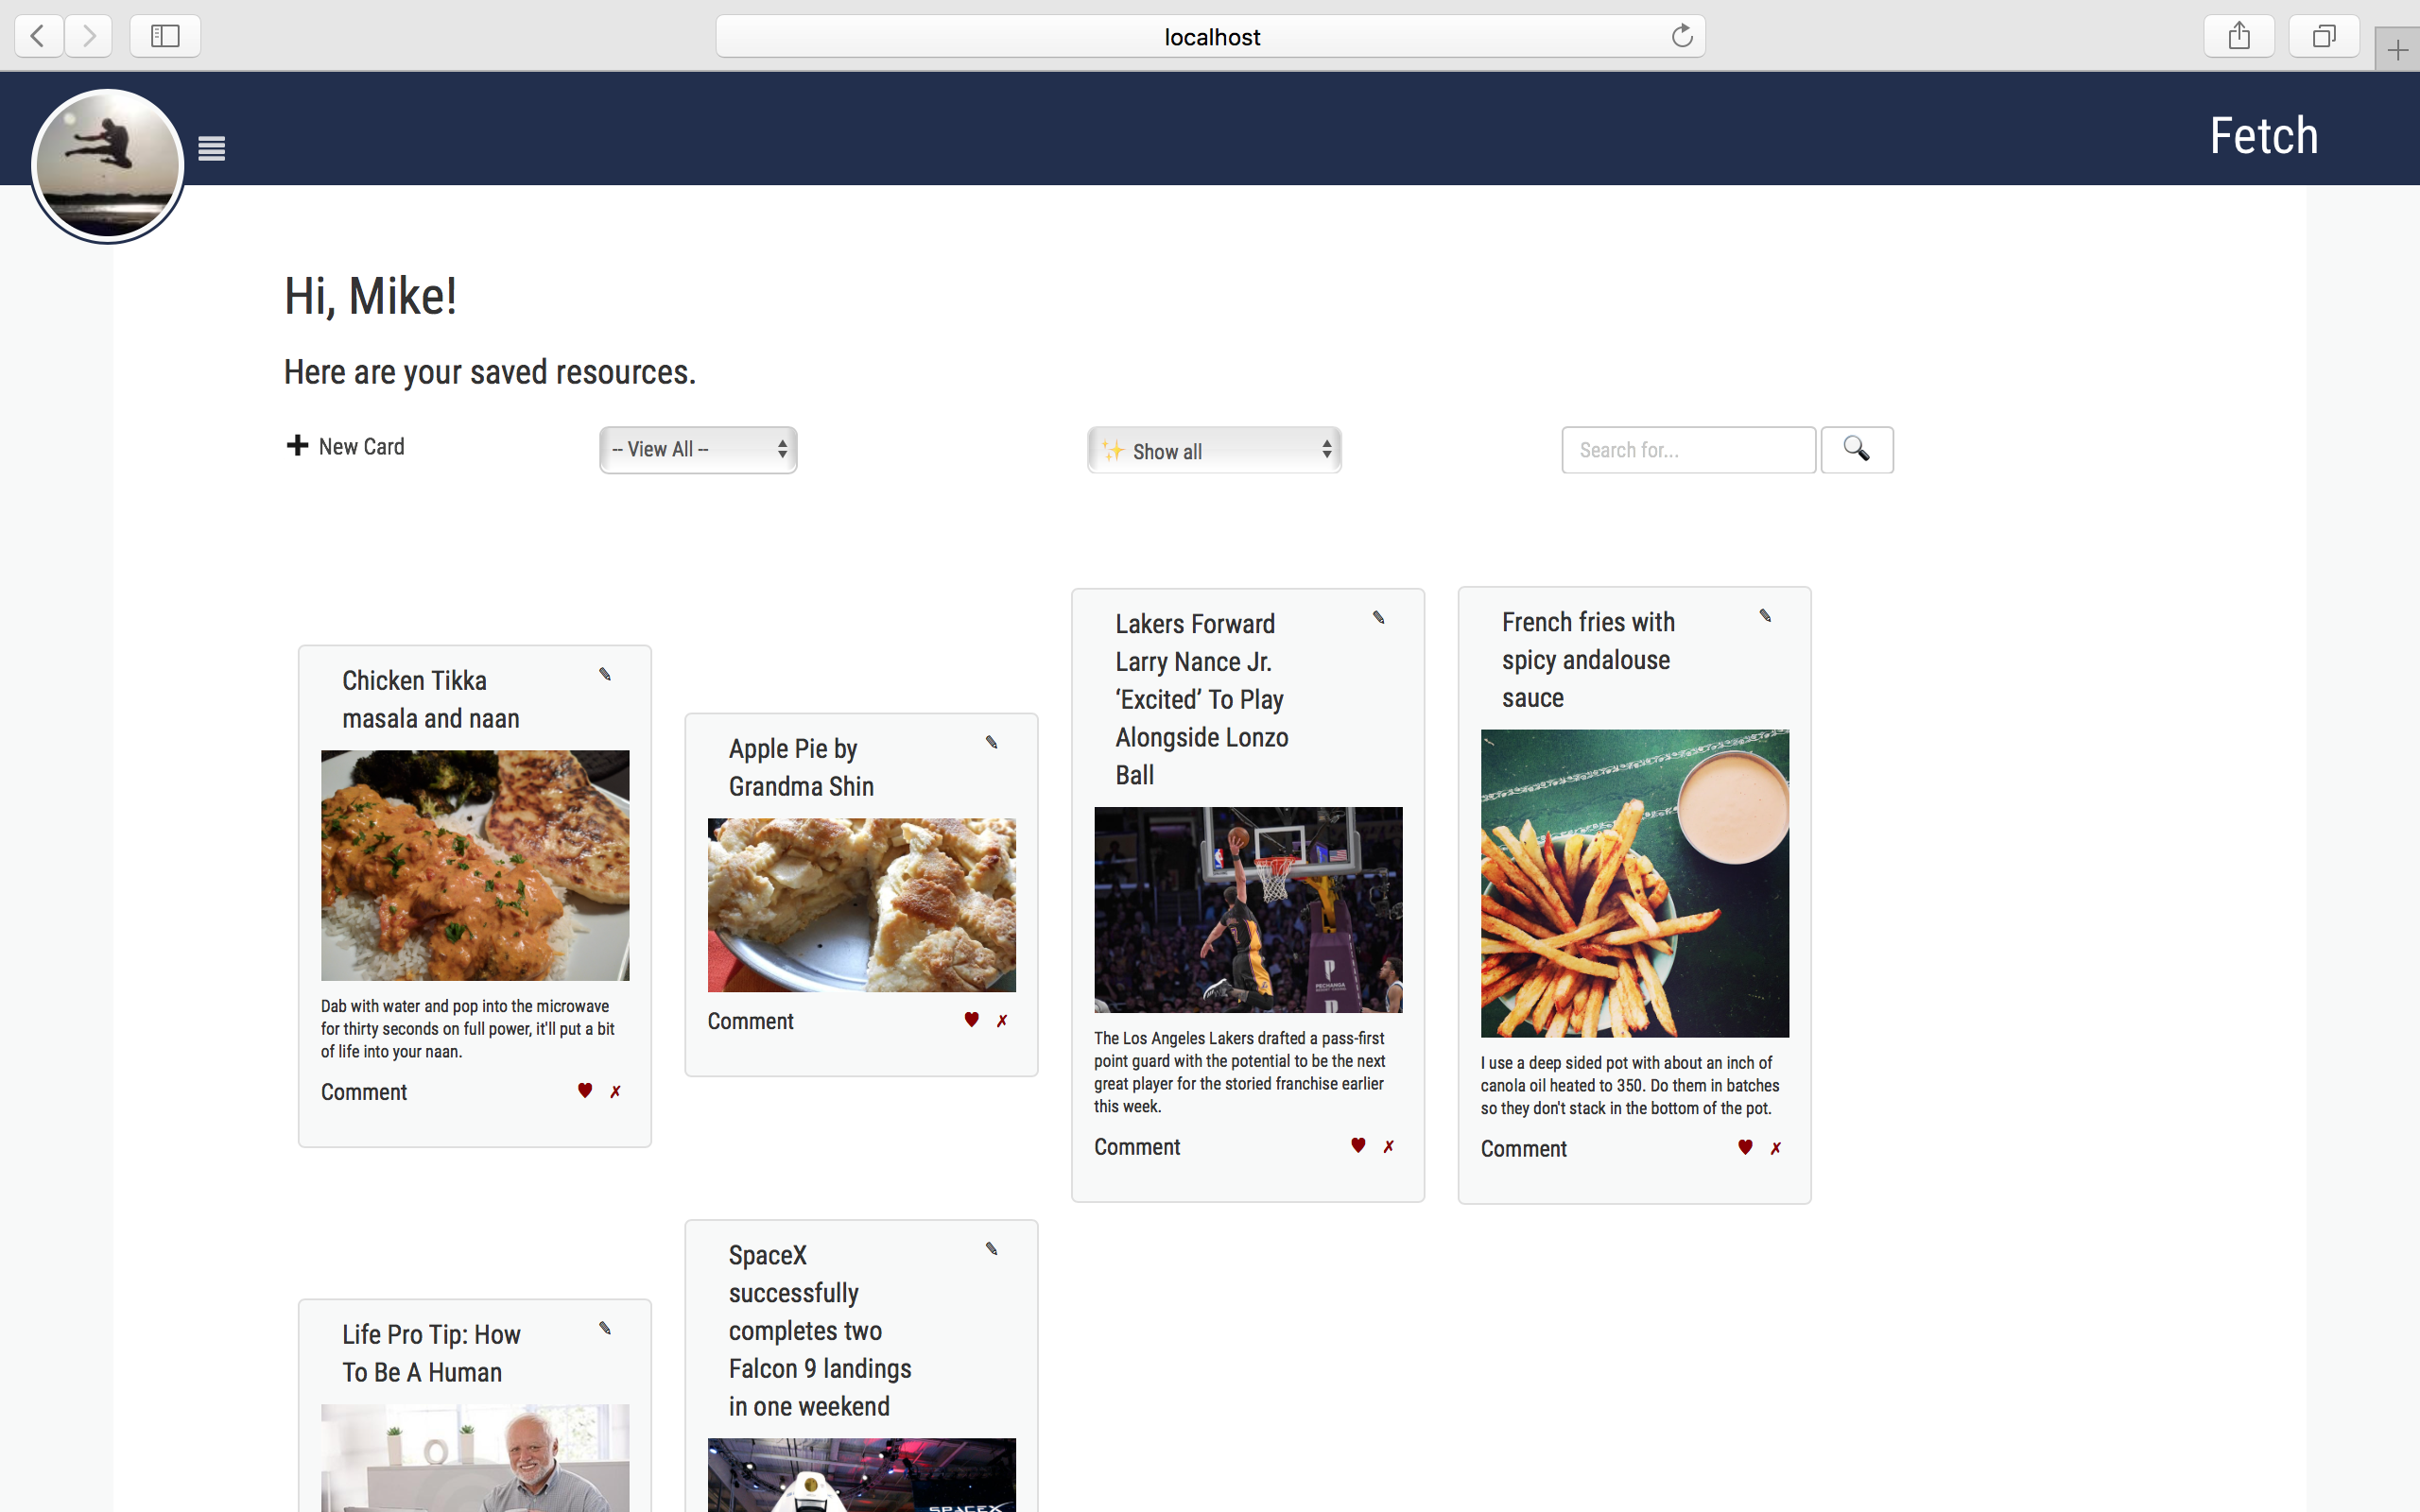 localhost
Fetch
Hi, Mike!
Here are your saved resources.
New Card
-- View All --
✨ Show all
Search for...
Chicken Tikka
masala and naan
Dab with water and pop into the microwave
for thirty seconds on full power, it'll put a bit
of life into your naan.
Comment
Apple Pie by
Grandma Shin
Comment
Lakers Forward
Larry Nance Jr.
‘Excited’ To Play
Alongside Lonzo
Ball
7
PECHANGA
The Los Angeles Lakers drafted a pass-first
point guard with the potential to be the next
great player for the storied franchise earlier
this week.
Comment
French fries with
spicy andalouse
sauce
I use a deep sided pot with about an inch of
canola oil heated to 350. Do them in batches
so they don't stack in the bottom of the pot.
Comment
Life Pro Tip: How
To Be A Human
SpaceX
successfully
completes two
Falcon 9 landings
in one weekend
SPACEX